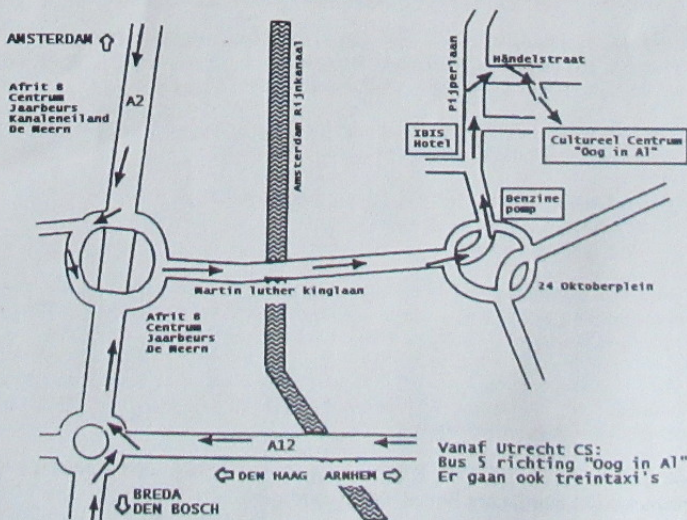 AMSTERDAM
Afrit 8
Centrum
Jaarbeurs
Kanaleneiland
De Meern
A2
Amsterdam Rijnkanaal
Pijperlaan
Händelstraat
IBIS
Hotel
Cultureel Centrum
"Oog in Al"
Benzine
pomp
Martin luther kinglaan
24 Oktoberplein
Afrit 8
Centrum
Jaarbeurs
De Meern
A12
DEN HAAG ARNHEM
BREDA
DEN BOSCH
Vanaf Utrecht CS:
Bus 5 richting "Oog in Al"
Er gaan ook treintaxi's